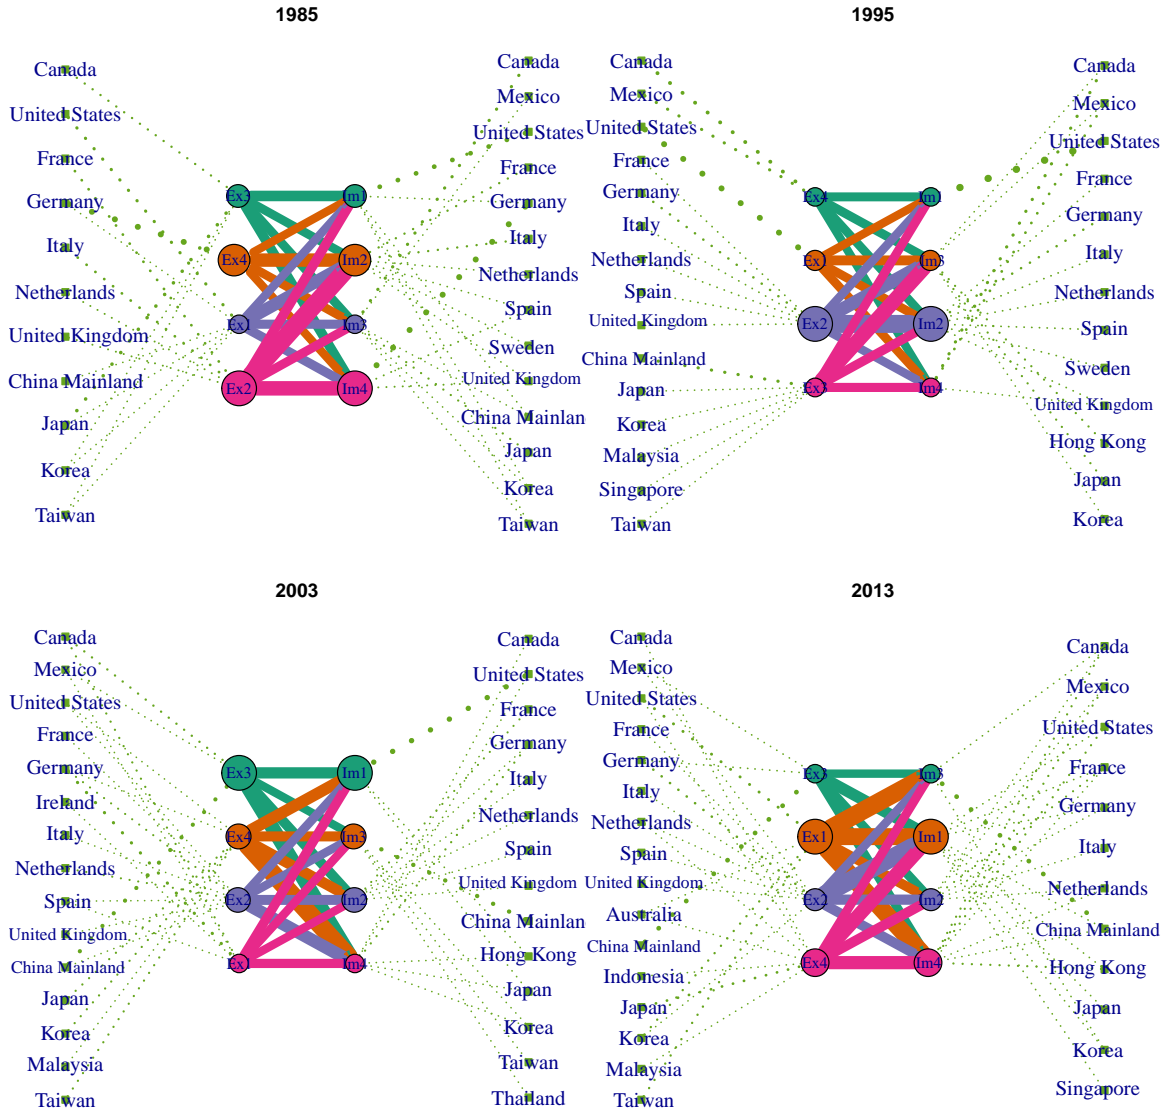 1985
Canada
United States
France
Germany
Italy
Netherlands
United Kingdom
China Mainland
Japan
Korea
Taiwan
Ex3
Ex4
Ex1
Ex2
Im1
Im2
Im3
Im4
Canada
Mexico
United States
France
Germany
Italy
Netherlands
Spain
Sweden
United Kingdom
China Mainlan
Japan
Korea
Taiwan
1995
Canada
Mexico
United States
France
Germany
Italy
Netherlands
Spain
United Kingdom
China Mainland
Japan
Korea
Malaysia
Singapore
Taiwan
Ex4
Ex1
Ex2
Ex3
Im1
Im3
Im2
Im4
Canada
Mexico
United States
France
Germany
Italy
Netherlands
Spain
Sweden
United Kingdom
Hong Kong
Japan
Korea
2003
Canada
Mexico
United States
France
Germany
Ireland
Italy
Netherlands
Spain
United Kingdom
China Mainland
Japan
Korea
Malaysia
Taiwan
Ex3
Ex4
Ex2
Ex1
Im1
Im3
Im2
Im4
Canada
United States
France
Germany
Italy
Netherlands
Spain
United Kingdom
China Mainlan
Hong Kong
Japan
Korea
Taiwan
Thailand
2013
Canada
Mexico
United States
France
Germany
Italy
Netherlands
Spain
United Kingdom
Australia
China Mainland
Indonesia
Japan
Korea
Malaysia
Taiwan
Ex3
Ex1
Ex2
Ex4
Im3
Im1
Im2
Im4
Canada
Mexico
United States
France
Germany
Italy
Netherlands
China Mainland
Hong Kong
Japan
Korea
Singapore